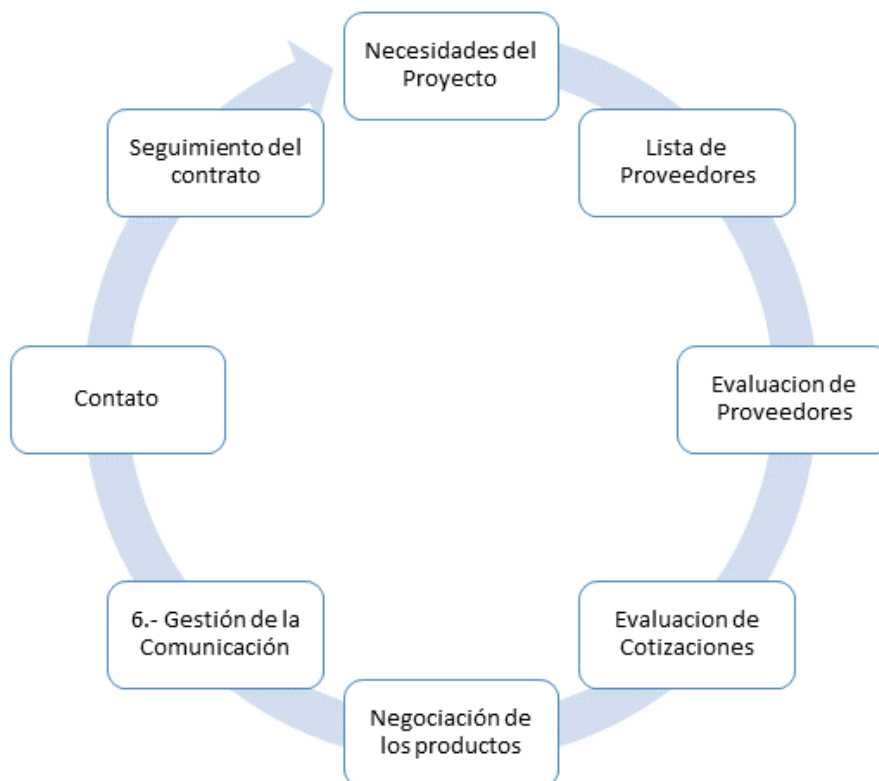 Necesidades del
Proyecto
Lista de
Proveedores
Evaluacion de
Proveedores
Evaluacion de
Cotizaciones
Negociación de
los productos
6.- Gestión de la
Comunicación
Contato
Seguimiento del
contrato